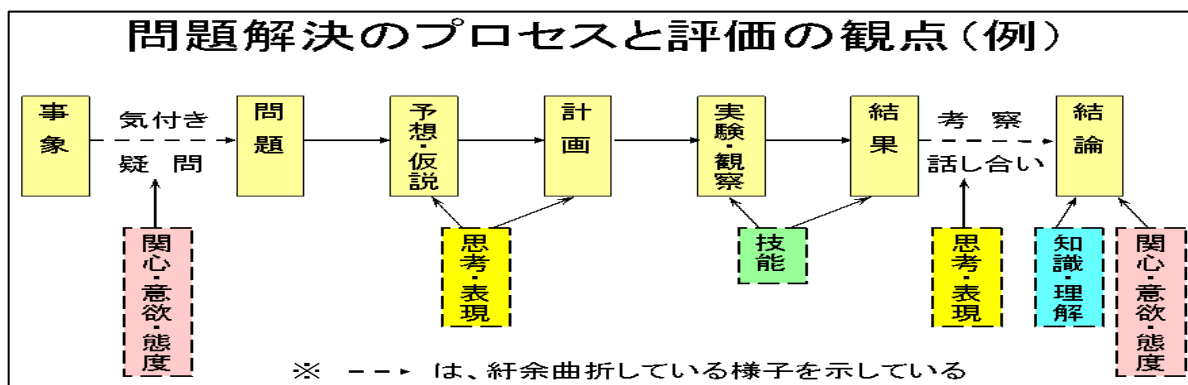 問題解決のプロセスと評価の観点(例)
事象
気付き
疑問
問題
予想・仮説
計画
実験・観察
結果
考察
話し合い
結論
関心・意欲・態度
思考・表現
技能
思考・表現
知識・理解
関心・意欲・態度
※ ---▸ は、紆余曲折している様子を示している